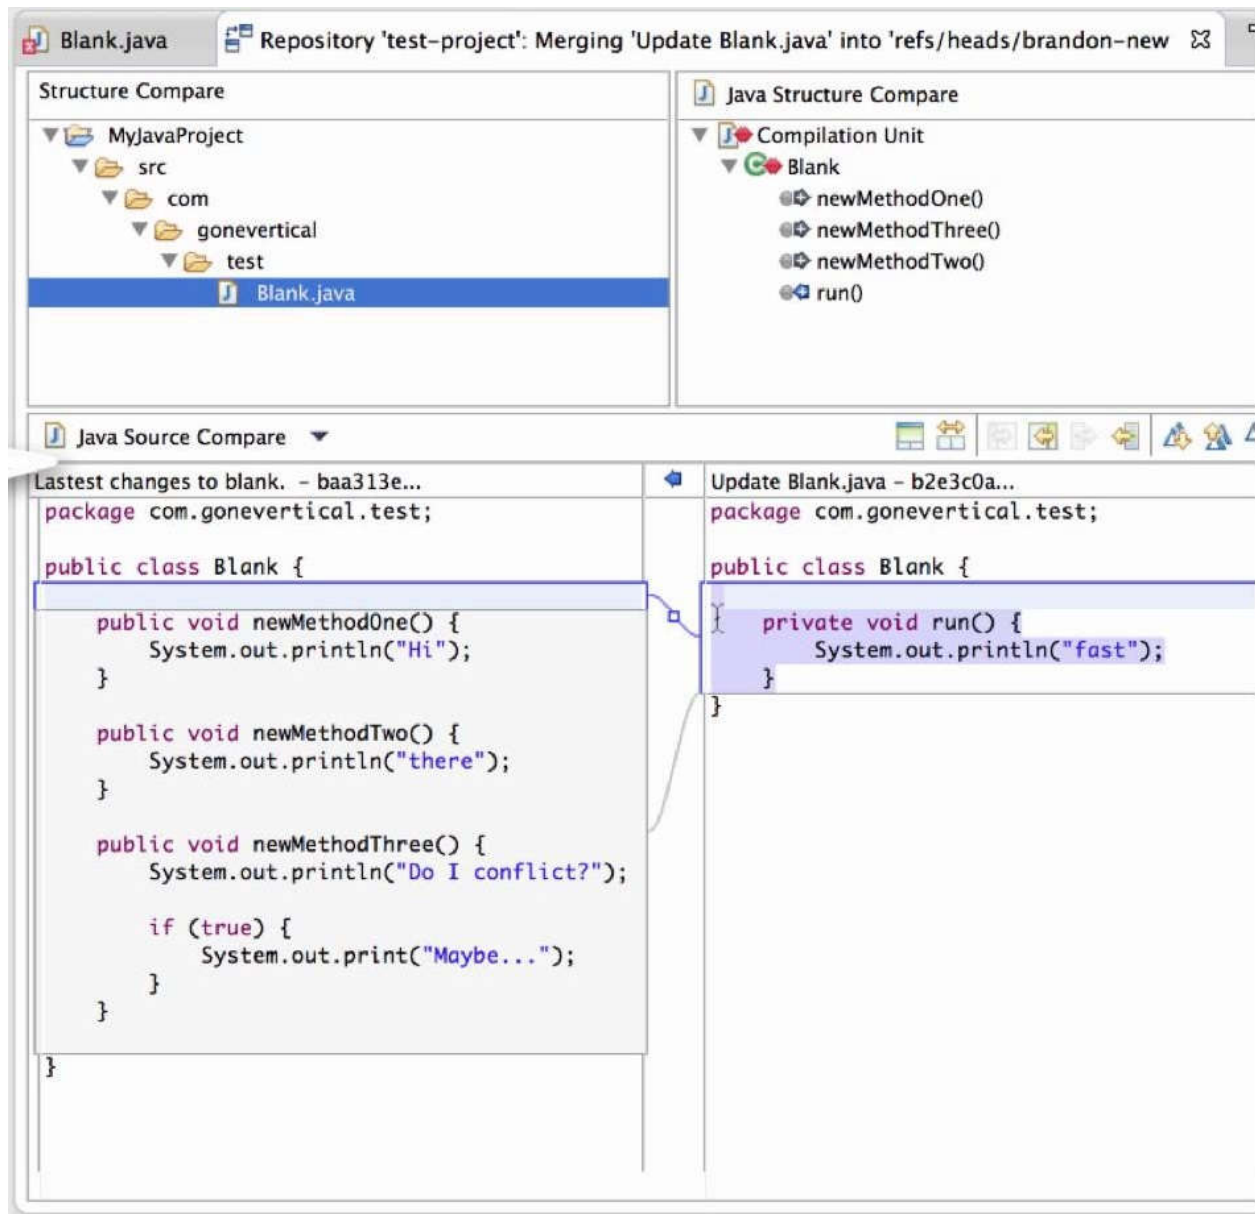 Blank.java
Repository 'test-project': Merging 'Update Blank.java' into 'refs/heads/brandon-new
Structure Compare
MyJavaProject
src
com
gonevertical
test
Blank.java
Java Structure Compare
Compilation Unit
Blank
newMethodOne()
newMethodThree()
newMethodTwo()
run()
Java Source Compare
Lastest changes to blank. - baa313e...
package com.gonevertical.test;
public class Blank {
public void newMethodOne() {
System.out.println("Hi");
}
public void newMethodTwo() {
System.out.println("there");
}
public void newMethodThree() {
System.out.println("Do I conflict?");
if (true) {
System.out.print("Maybe...");
}
}
}
Update Blank.java - b2e3c0a...
package com.gonevertical.test;
public class Blank {
private void run() {
System.out.println("fast");
}
}